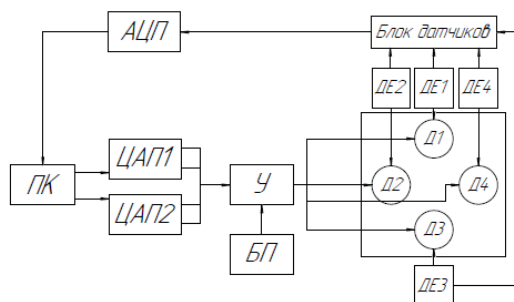 АЦП
Блок датчиков
ДЕ2 ДЕ1 ДЕ4
Д1
ЦАП1
ПК
У
Д2 Д4
ЦАП2
Д3
БП
ДЕ3